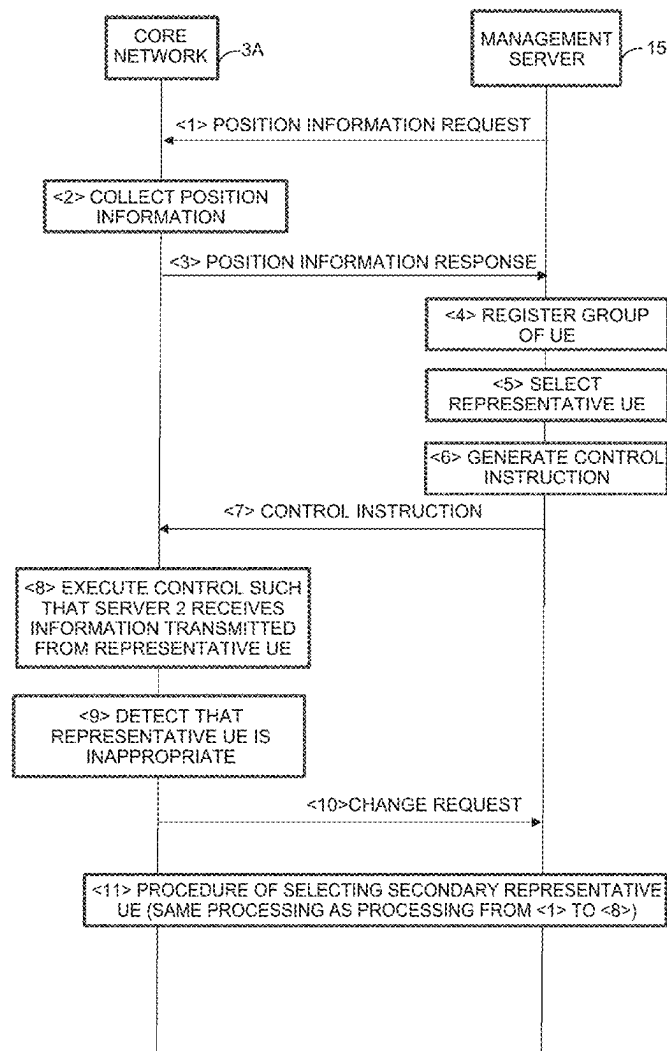 CORE
NETWORK
3A
MANAGEMENT
SERVER
15
<1> POSITION INFORMATION REQUEST
<2> COLLECT POSITION
INFORMATION
<3> POSITION INFORMATION RESPONSE
<4> REGISTER GROUP
OF UE
<5> SELECT
REPRESENTATIVE UE
<6> GENERATE CONTROL
INSTRUCTION
<7> CONTROL INSTRUCTION
<8> EXECUTE CONTROL SUCH
THAT SERVER 2 RECEIVES
INFORMATION TRANSMITTED
FROM REPRESENTATIVE UE
<9> DETECT THAT
REPRESENTATIVE UE IS
INAPPROPRIATE
<10>CHANGE REQUEST
<11> PROCEDURE OF SELECTING SECONDARY REPRESENTATIVE
UE (SAME PROCESSING AS PROCESSING FROM <1> TO <8>)